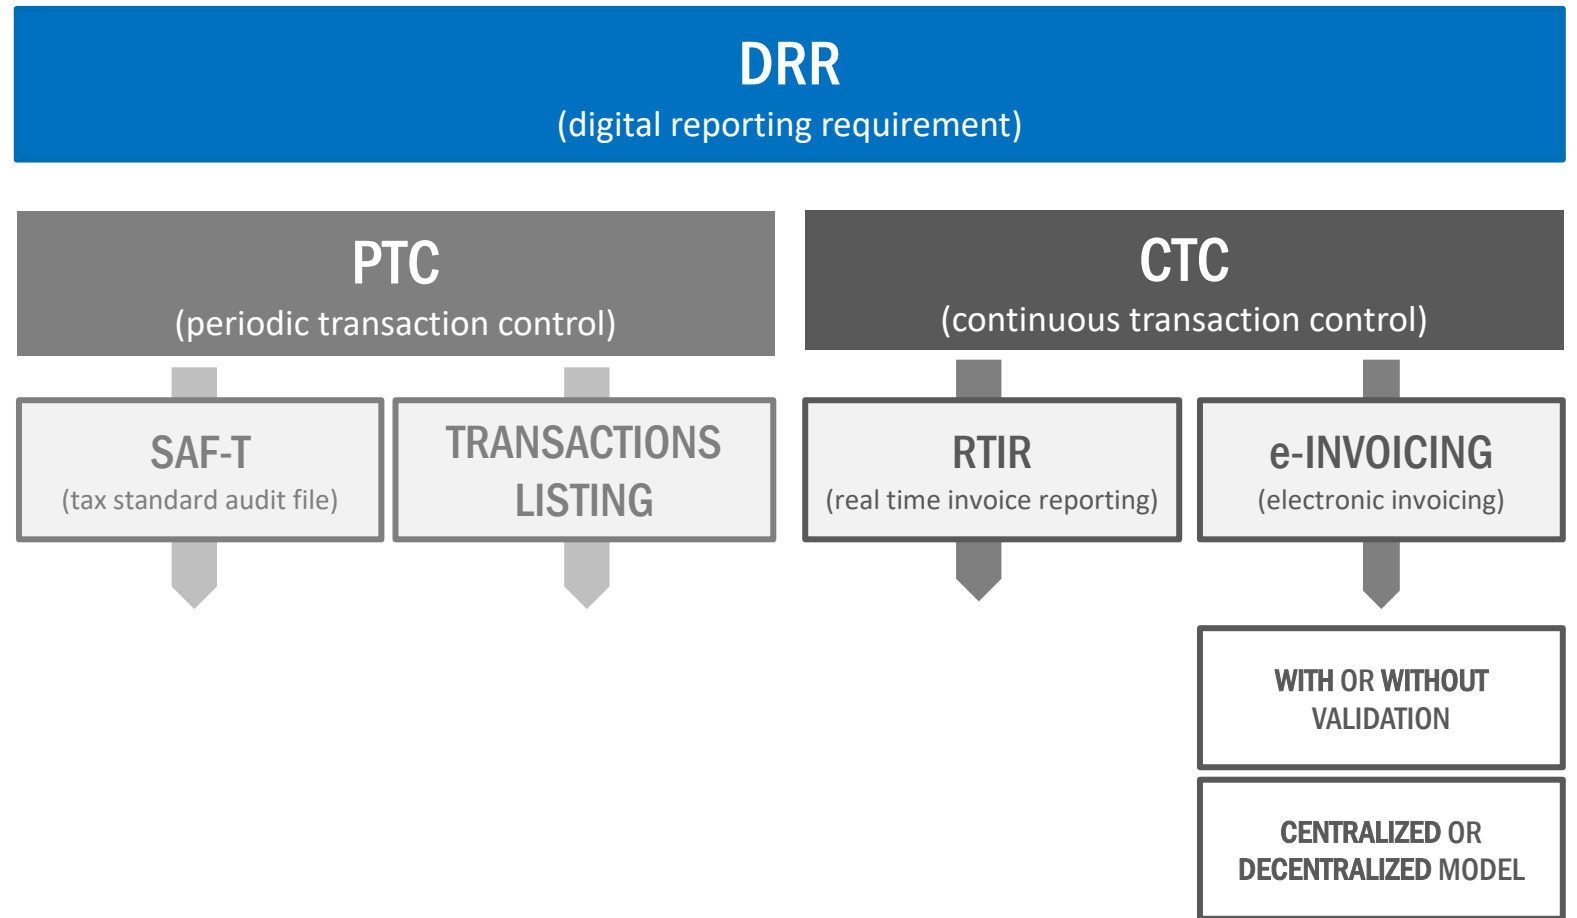 DRR
(digital reporting requirement)
PTC
(periodic transaction control)
CTC
(continuous transaction control)
SAF-T
(tax standard audit file)
TRANSACTIONS
LISTING
RTIR
(real time invoice reporting)
e-INVOICING
(electronic invoicing)
WITH OR WITHOUT
VALIDATION
CENTRALIZED OR
DECENTRALIZED MODEL